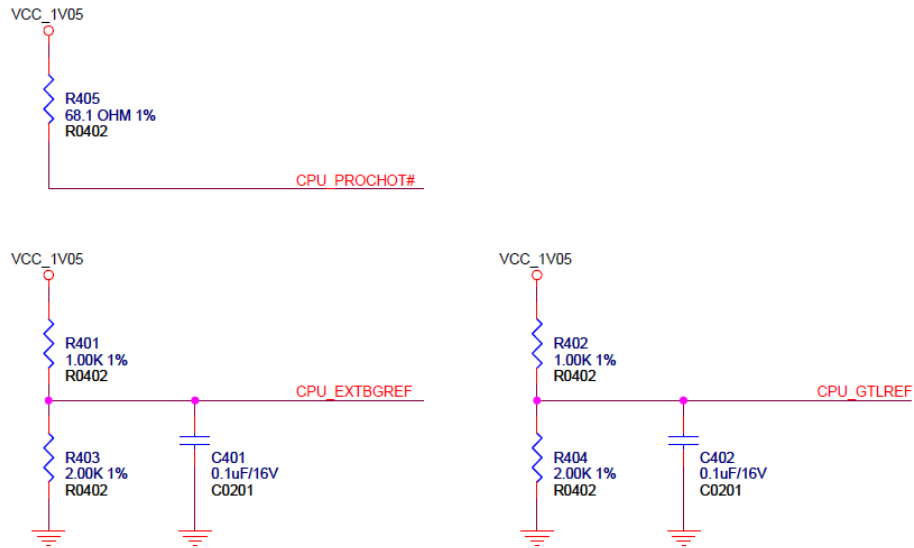 VCC_1V05
R405
68.1 OHM 1%
R0402
CPU_PROCHOT#
VCC_1V05
R401
1.00K 1%
R0402
CPU_EXTBGREF
R403
2.00K 1%
R0402
C401
0.1uF/16V
C0201
VCC_1V05
R402
1.00K 1%
R0402
CPU_GTLREF
R404
2.00K 1%
R0402
C402
0.1uF/16V
C0201